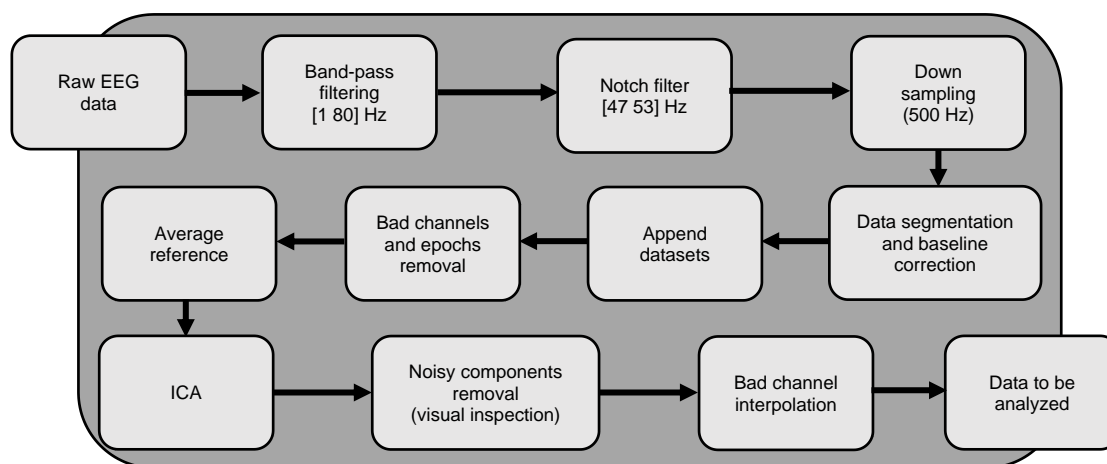 Raw EEG
data
Band-pass
filtering
[1 80] Hz
Notch filter
[47 53] Hz
Down
sampling
(500 Hz)
Data segmentation
and baseline
correction
Append
datasets
Bad channels
and epochs
removal
Average
reference
ICA
Noisy components
removal
(visual inspection)
Bad channel
interpolation
Data to be
analyzed